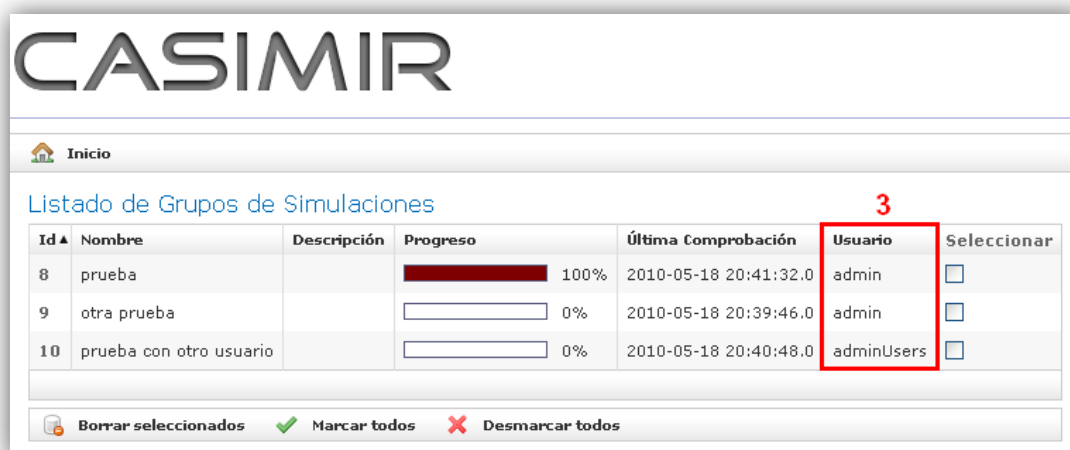 CASIMIR
Inicio
Listado de Grupos de Simulaciones
3
Id Nombre Descripción Progreso Última Comprobación Usuario Seleccionar
8 prueba 100% 2010-05-18 20:41:32.0 admin
9 otra prueba 0% 2010-05-18 20:39:46.0 admin
10 prueba con otro usuario 0% 2010-05-18 20:40:48.0 adminUsers
Borrar seleccionados Marcar todos Desmarcar todos